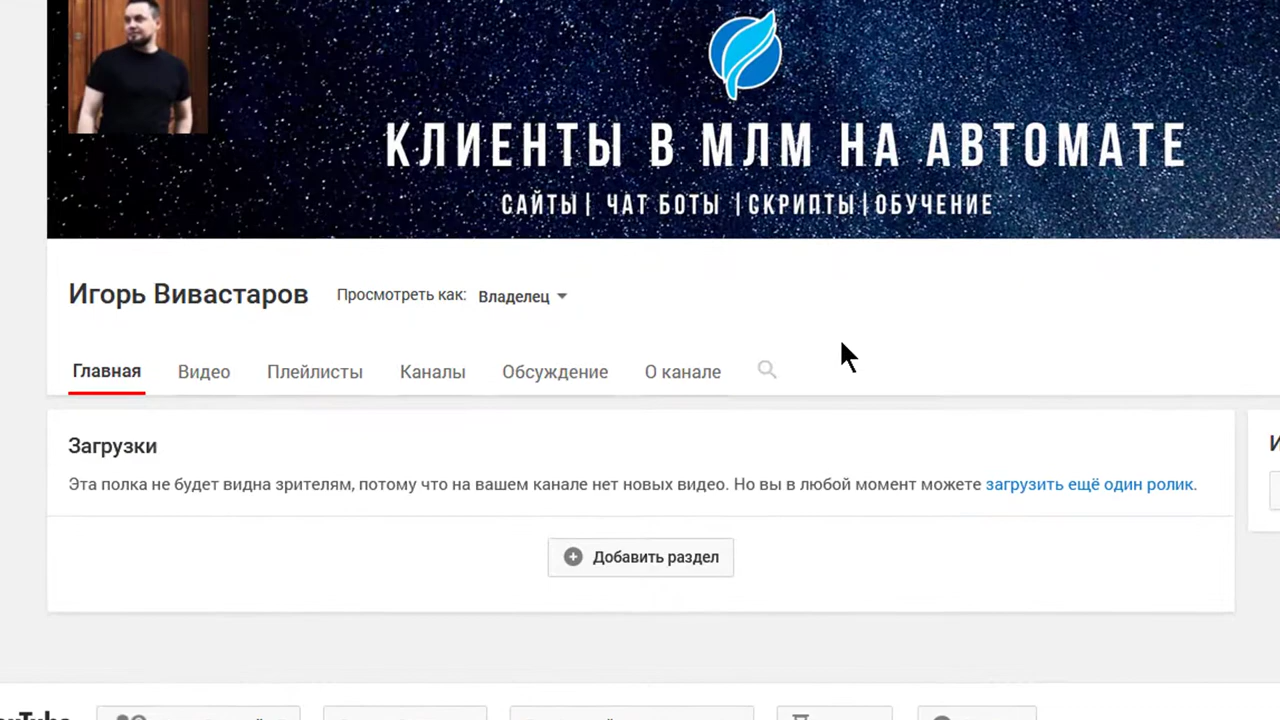 КЛИЕНТЫ В МЛМ НА АВТОМАТЕ
САЙТЫ| ЧАТ БОТЫ |СКРИПТЫ|ОБУЧЕНИЕ
Игорь Вивастаров Просмотреть как: Владелец
Главная Видео Плейлисты Каналы Обсуждение О канале
Загрузки
Эта полка не будет видна зрителям, потому что на вашем канале нет новых видео. Но вы в любой момент можете загрузить ещё один ролик.
Добавить раздел